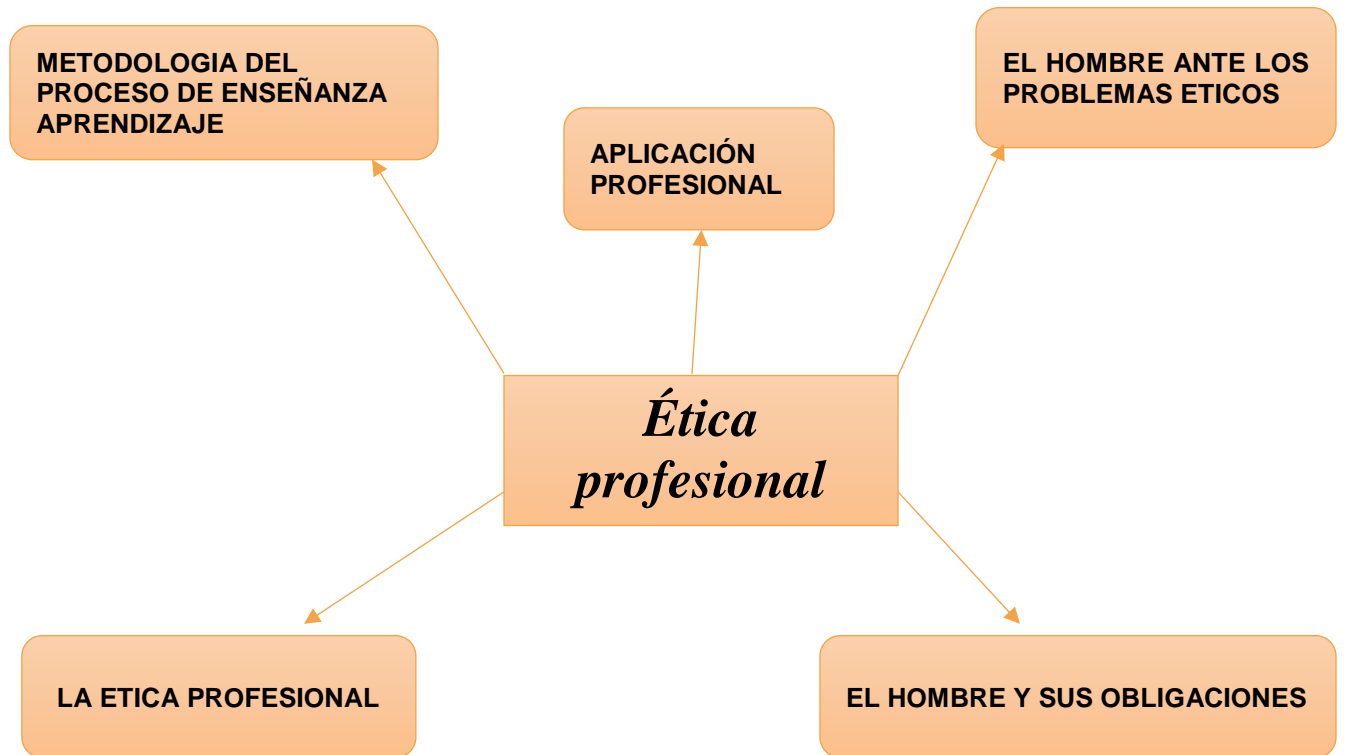 METODOLOGIA DEL
PROCESO DE ENSEÑANZA
APRENDIZAJE
APLICACIÓN
PROFESIONAL
EL HOMBRE ANTE LOS
PROBLEMAS ETICOS
Ética
profesional
LA ETICA PROFESIONAL
EL HOMBRE Y SUS OBLIGACIONES